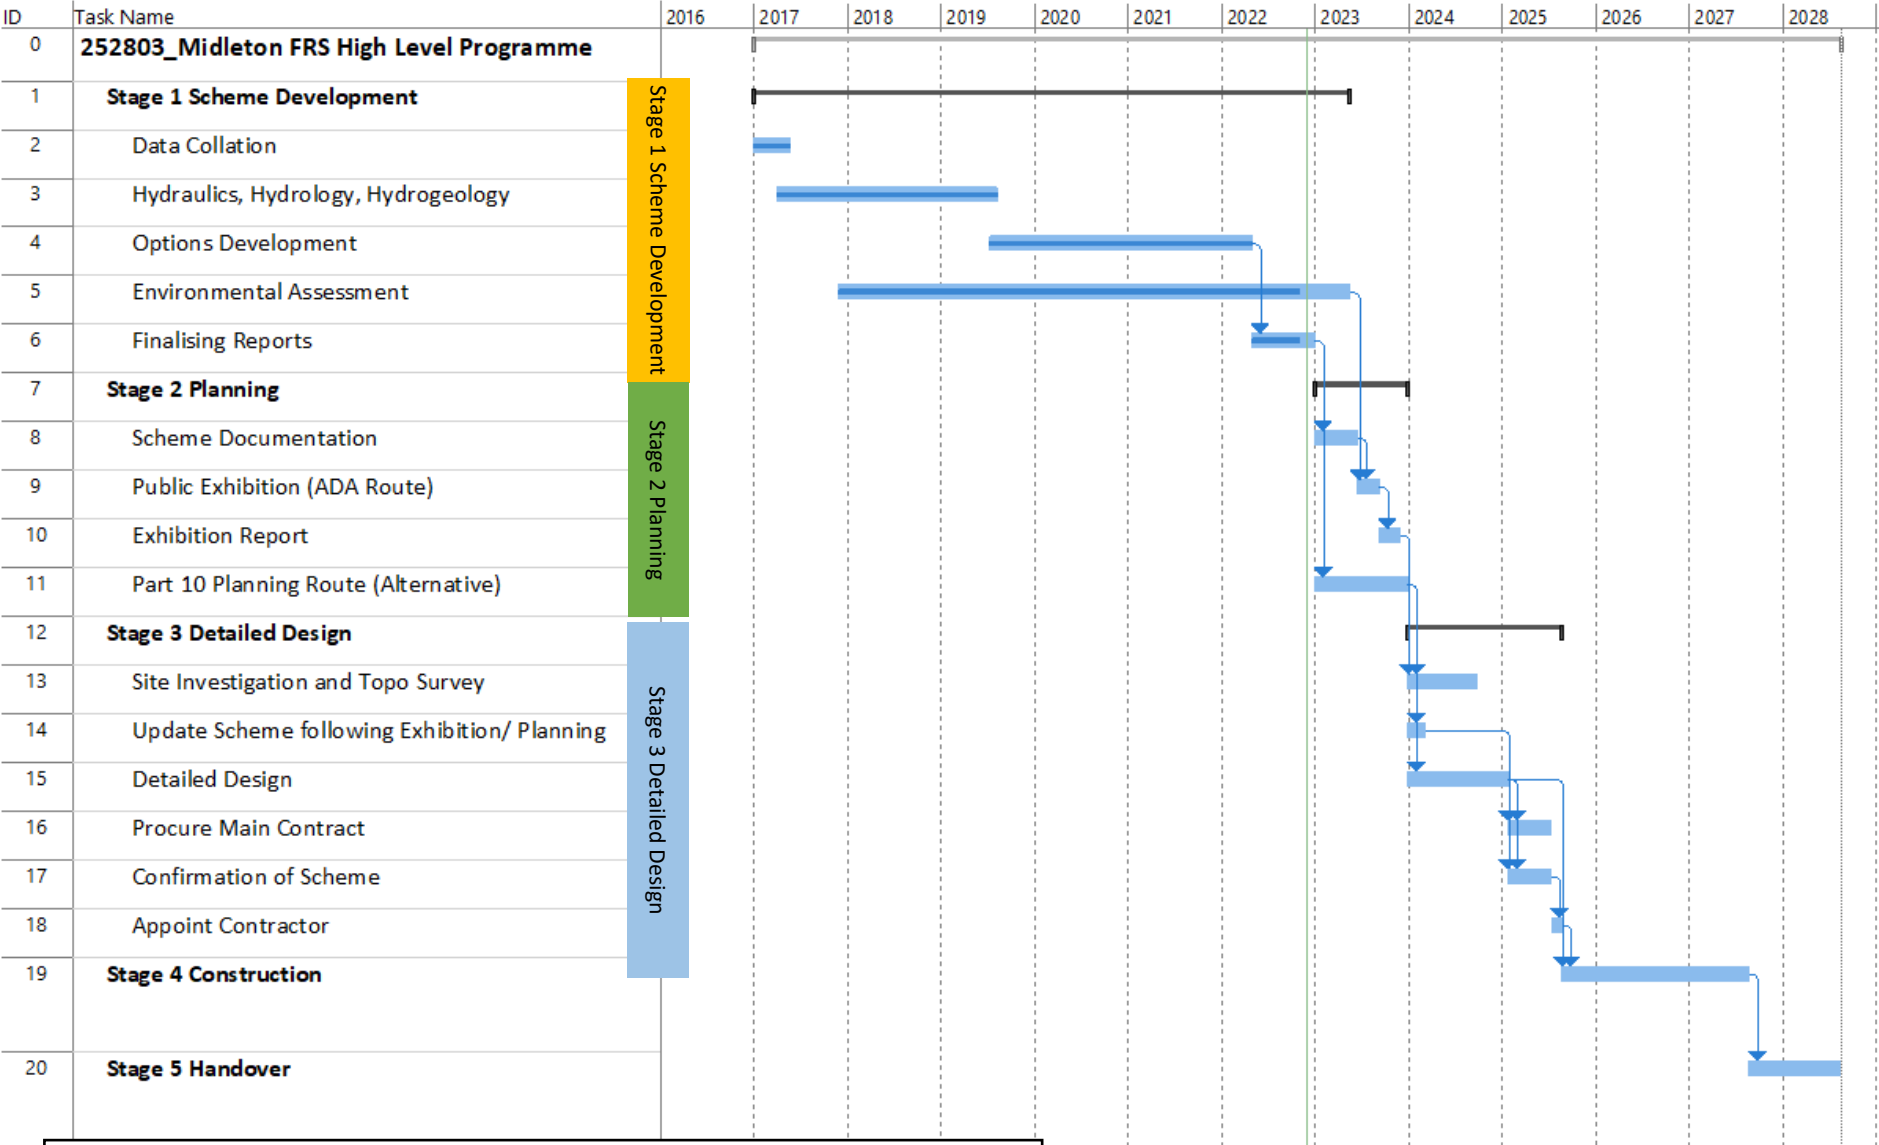 ID Task Name 2016 2017 2018 2019 2020 2021 2022 2023 2024 2025 2026 2027 2028
0 252803_Midleton FRS High Level Programme
1 Stage 1 Scheme Development
2 Data Collation
3 Hydraulics, Hydrology, Hydrogeology
4 Options Development
5 Environmental Assessment
6 Finalising Reports
Stage 1 Scheme Development
7 Stage 2 Planning
8 Scheme Documentation
9 Public Exhibition (ADA Route)
10 Exhibition Report
11 Part 10 Planning Route (Alternative)
Stage 2 Planning
12 Stage 3 Detailed Design
13 Site Investigation and Topo Survey
14 Update Scheme following Exhibition/ Planning
15 Detailed Design
16 Procure Main Contract
17 Confirmation of Scheme
18 Appoint Contractor
Stage 3 Detailed Design
19 Stage 4 Construction
20 Stage 5 Handover